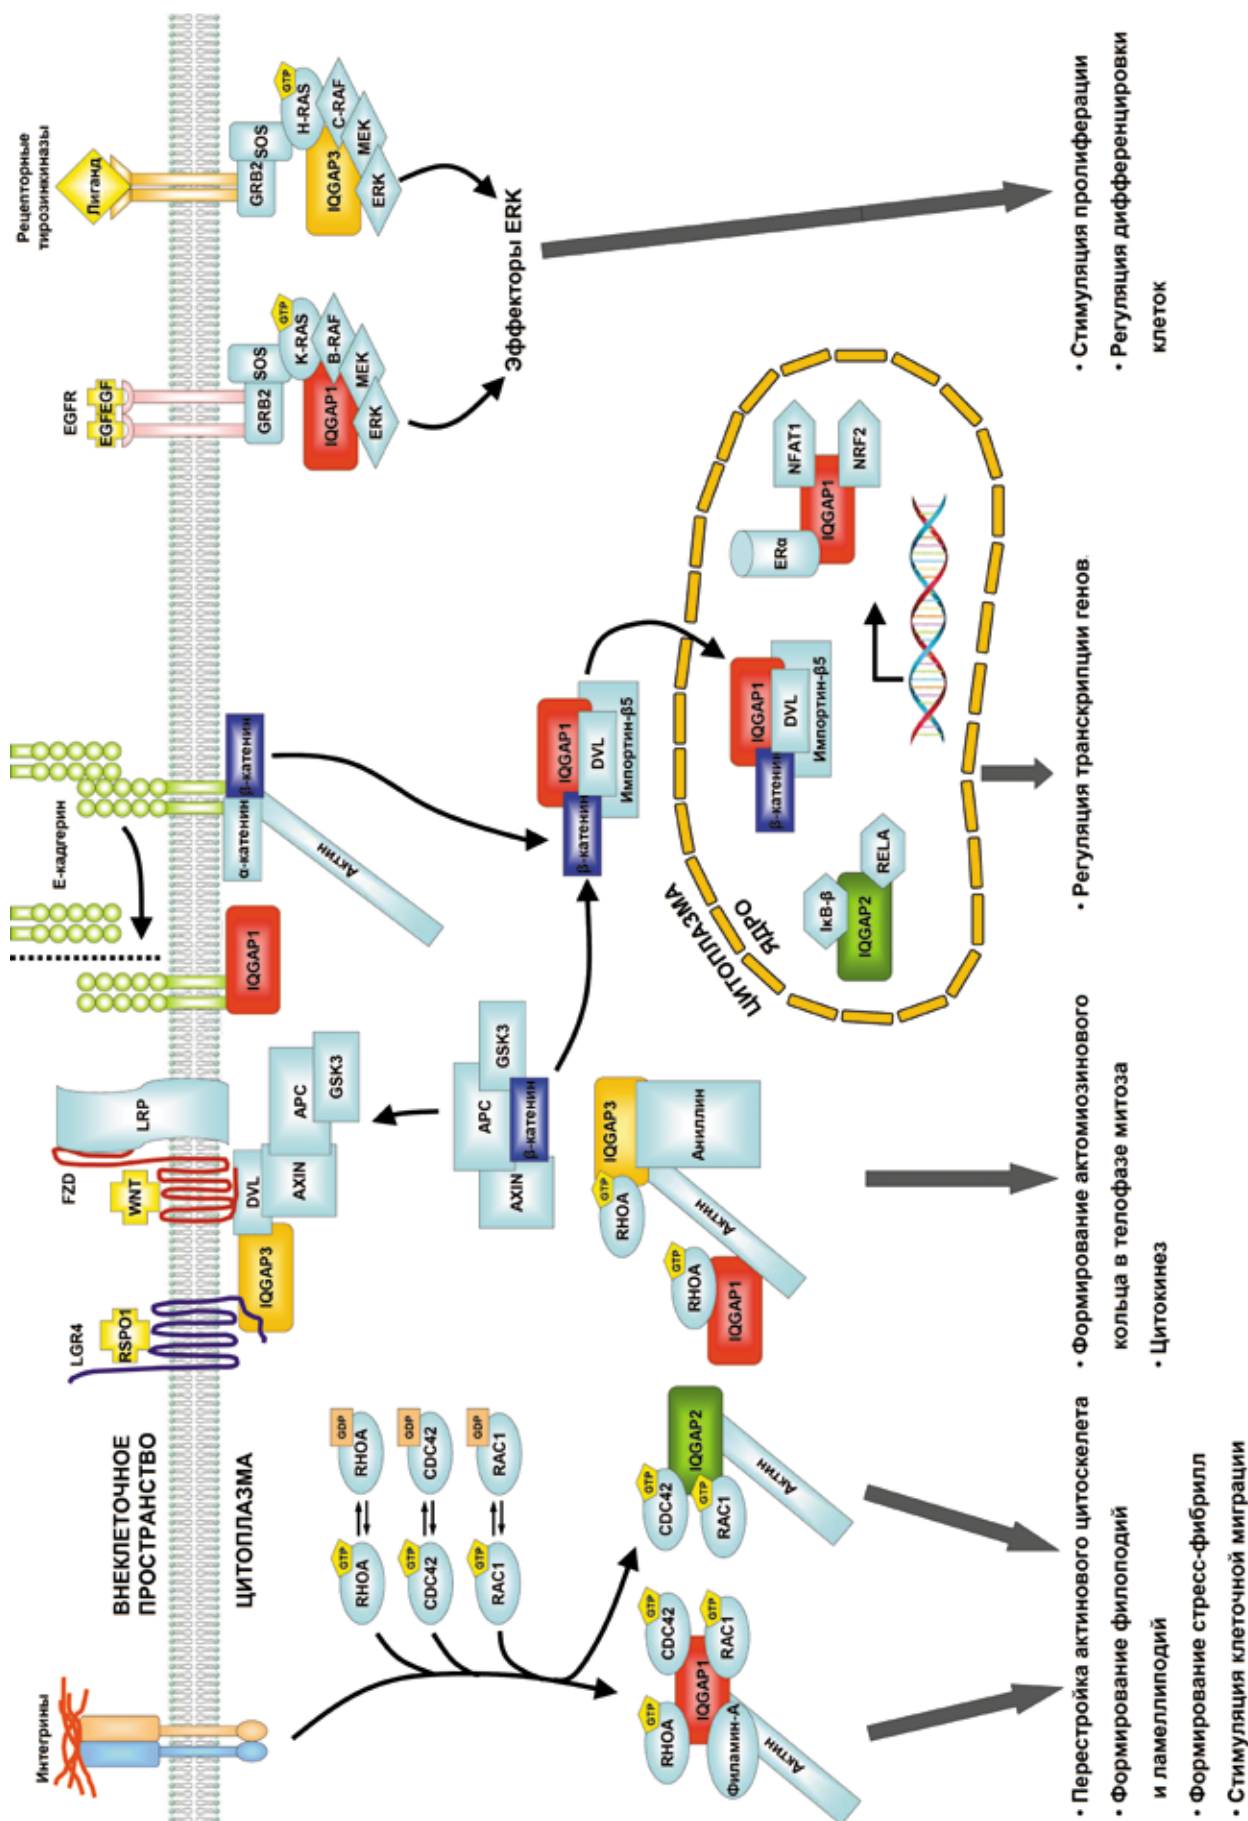 Интегрины
ВНЕКЛЕТОЧНОЕ
ПРОСТРАНСТВО
ЦИТОПЛАЗМА
LGR4
RSPO1
FZD
WNT
LRP
IQGAP3
DVL
AXIN
APC
GSK3
Е-кадгерин
IQGAP1
α-катенин
β-катенин
Актин
EGFR
EGF
EGF
GRB2
SOS
GTP
K-RAS
B-RAF
IQGAP1
MEK
ERK
Рецепторные
тирозинкиназы
Лиганд
GRB2
SOS
GTP
H-RAS
C-RAF
IQGAP3
MEK
ERK
Эффекторы ERK
GTP
RHOA
GDP
RHOA
GTP
CDC42
GDP
CDC42
GTP
RAC1
GDP
RAC1
GTP
RHOA
GTP
CDC42
IQGAP1
GTP
RAC1
Филамин-А
Актин
GTP
CDC42
IQGAP2
GTP
RAC1
Актин
APC
GSK3
AXIN
β-катенин
GTP
RHOA
IQGAP3
Аниллин
Актин
GTP
RHOA
IQGAP1
IQGAP1
β-катенин
DVL
Импортин-β5
ЦИТОПЛАЗМА
ЯДРО
IκB-β
IQGAP2
RELA
IQGAP1
β-катенин
DVL
Импортин-β5
ERα
IQGAP1
NFAT1
NRF2
• Перестройка актинового цитоскелета
• Формирование филоподий
и ламеллиподий
• Формирование стресс-фибрилл
• Стимуляция клеточной миграции
• Формирование актомиозинового
кольца в телофазе митоза
• Цитокинез
• Регуляция транскрипции генов
• Стимуляция пролиферации
• Регуляция дифференцировки
клеток